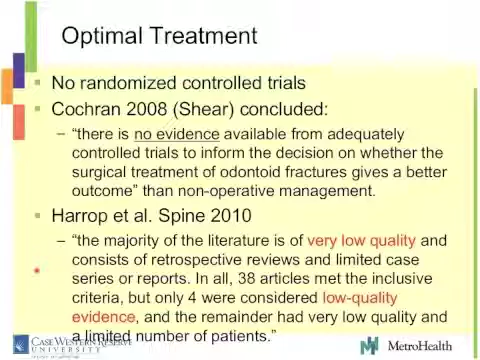 Optimal Treatment
No randomized controlled trials
Cochran 2008 (Shear) concluded:
– “there is no evidence available from adequately
controlled trials to inform the decision on whether the
surgical treatment of odontoid fractures gives a better
outcome” than non-operative management.
Harrop et al. Spine 2010
– “the majority of the literature is of very low quality and
consists of retrospective reviews and limited case
series or reports. In all, 38 articles met the inclusive
criteria, but only 4 were considered low-quality
evidence, and the remainder had very low quality and
a limited number of patients.”
CASE WESTERN RESERVE
UNIVERSITY
MetroHealth